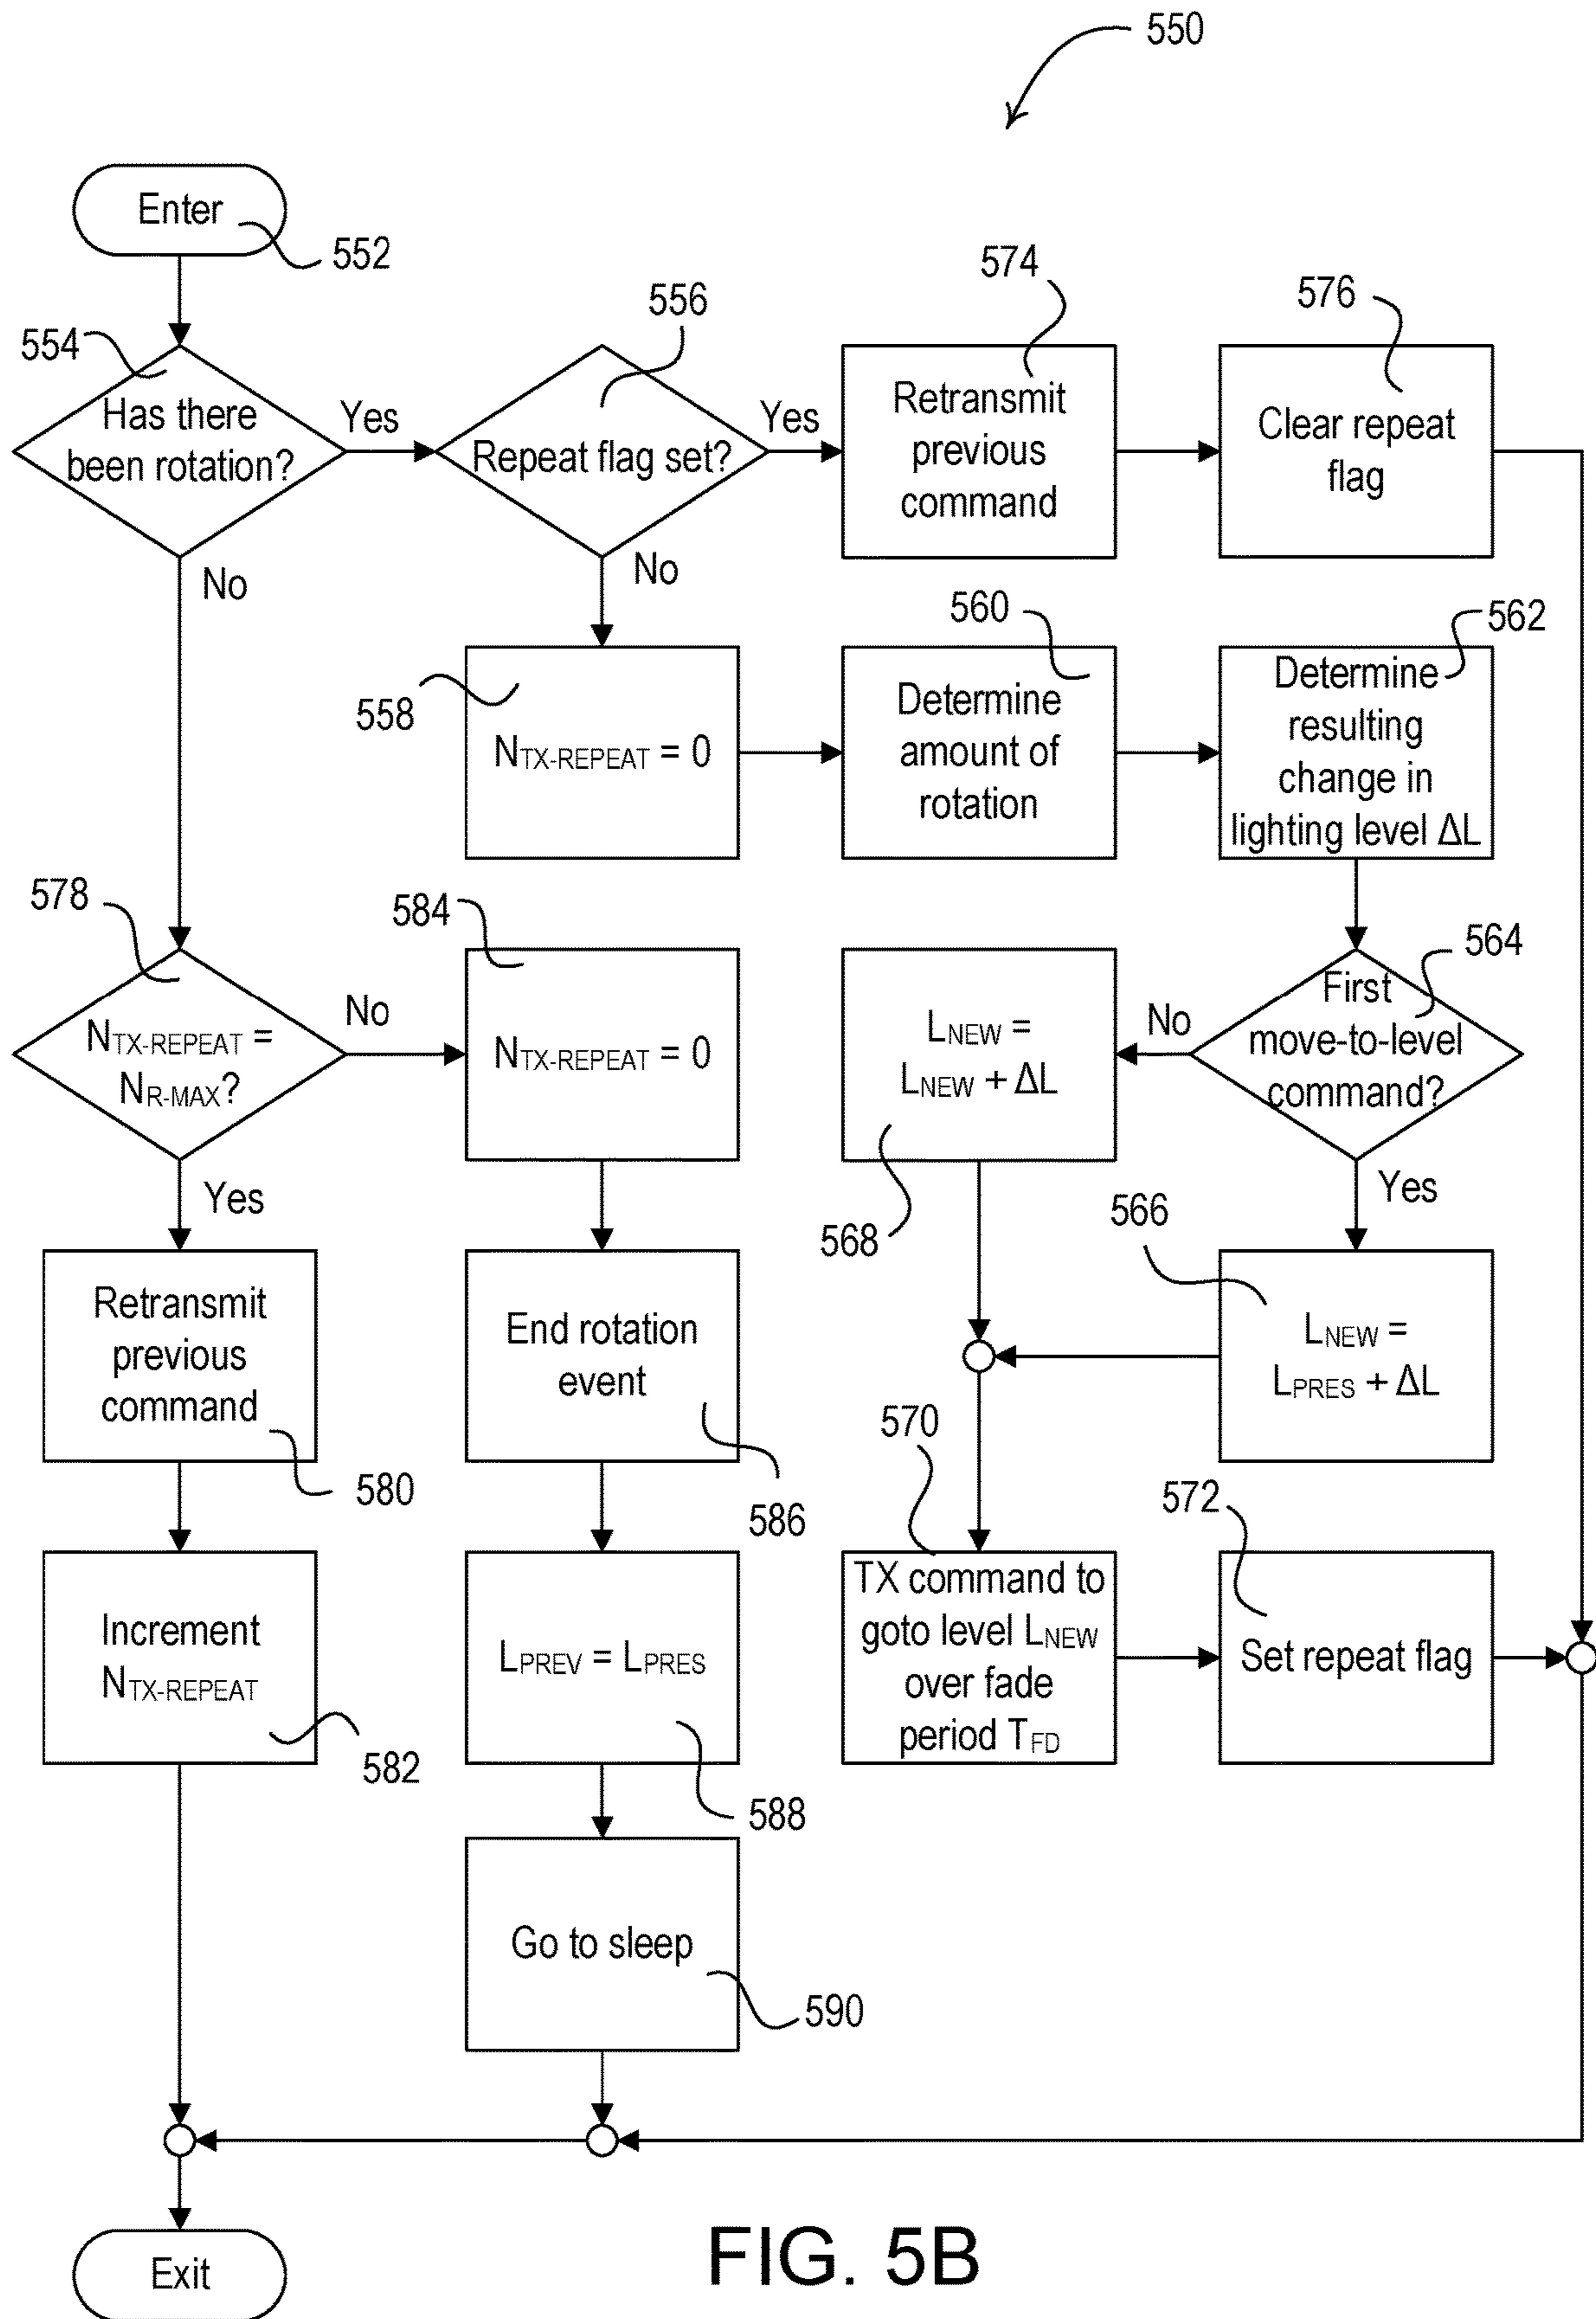 550
Enter
552
554
Has there
been rotation?
Yes
No
556
Repeat flag set?
Yes
No
574
Retransmit
previous
command
576
Clear repeat
flag
558
NTX-REPEAT = 0
560
Determine
amount of
rotation
562
Determine
resulting
change in
lighting level ΔL
578
NTX-REPEAT =
NR-MAX?
No
Yes
584
NTX-REPEAT = 0
564
First
move-to-level
command?
No
Yes
LNEW =
LNEW + ΔL
568
566
LNEW =
LPRES + ΔL
Retransmit
previous
command
580
End rotation
event
586
570
TX command to
goto level LNEW
over fade
period TFD
572
Set repeat flag
Increment
NTX-REPEAT
582
LPREV = LPRES
588
Go to sleep
590
Exit
FIG. 5B